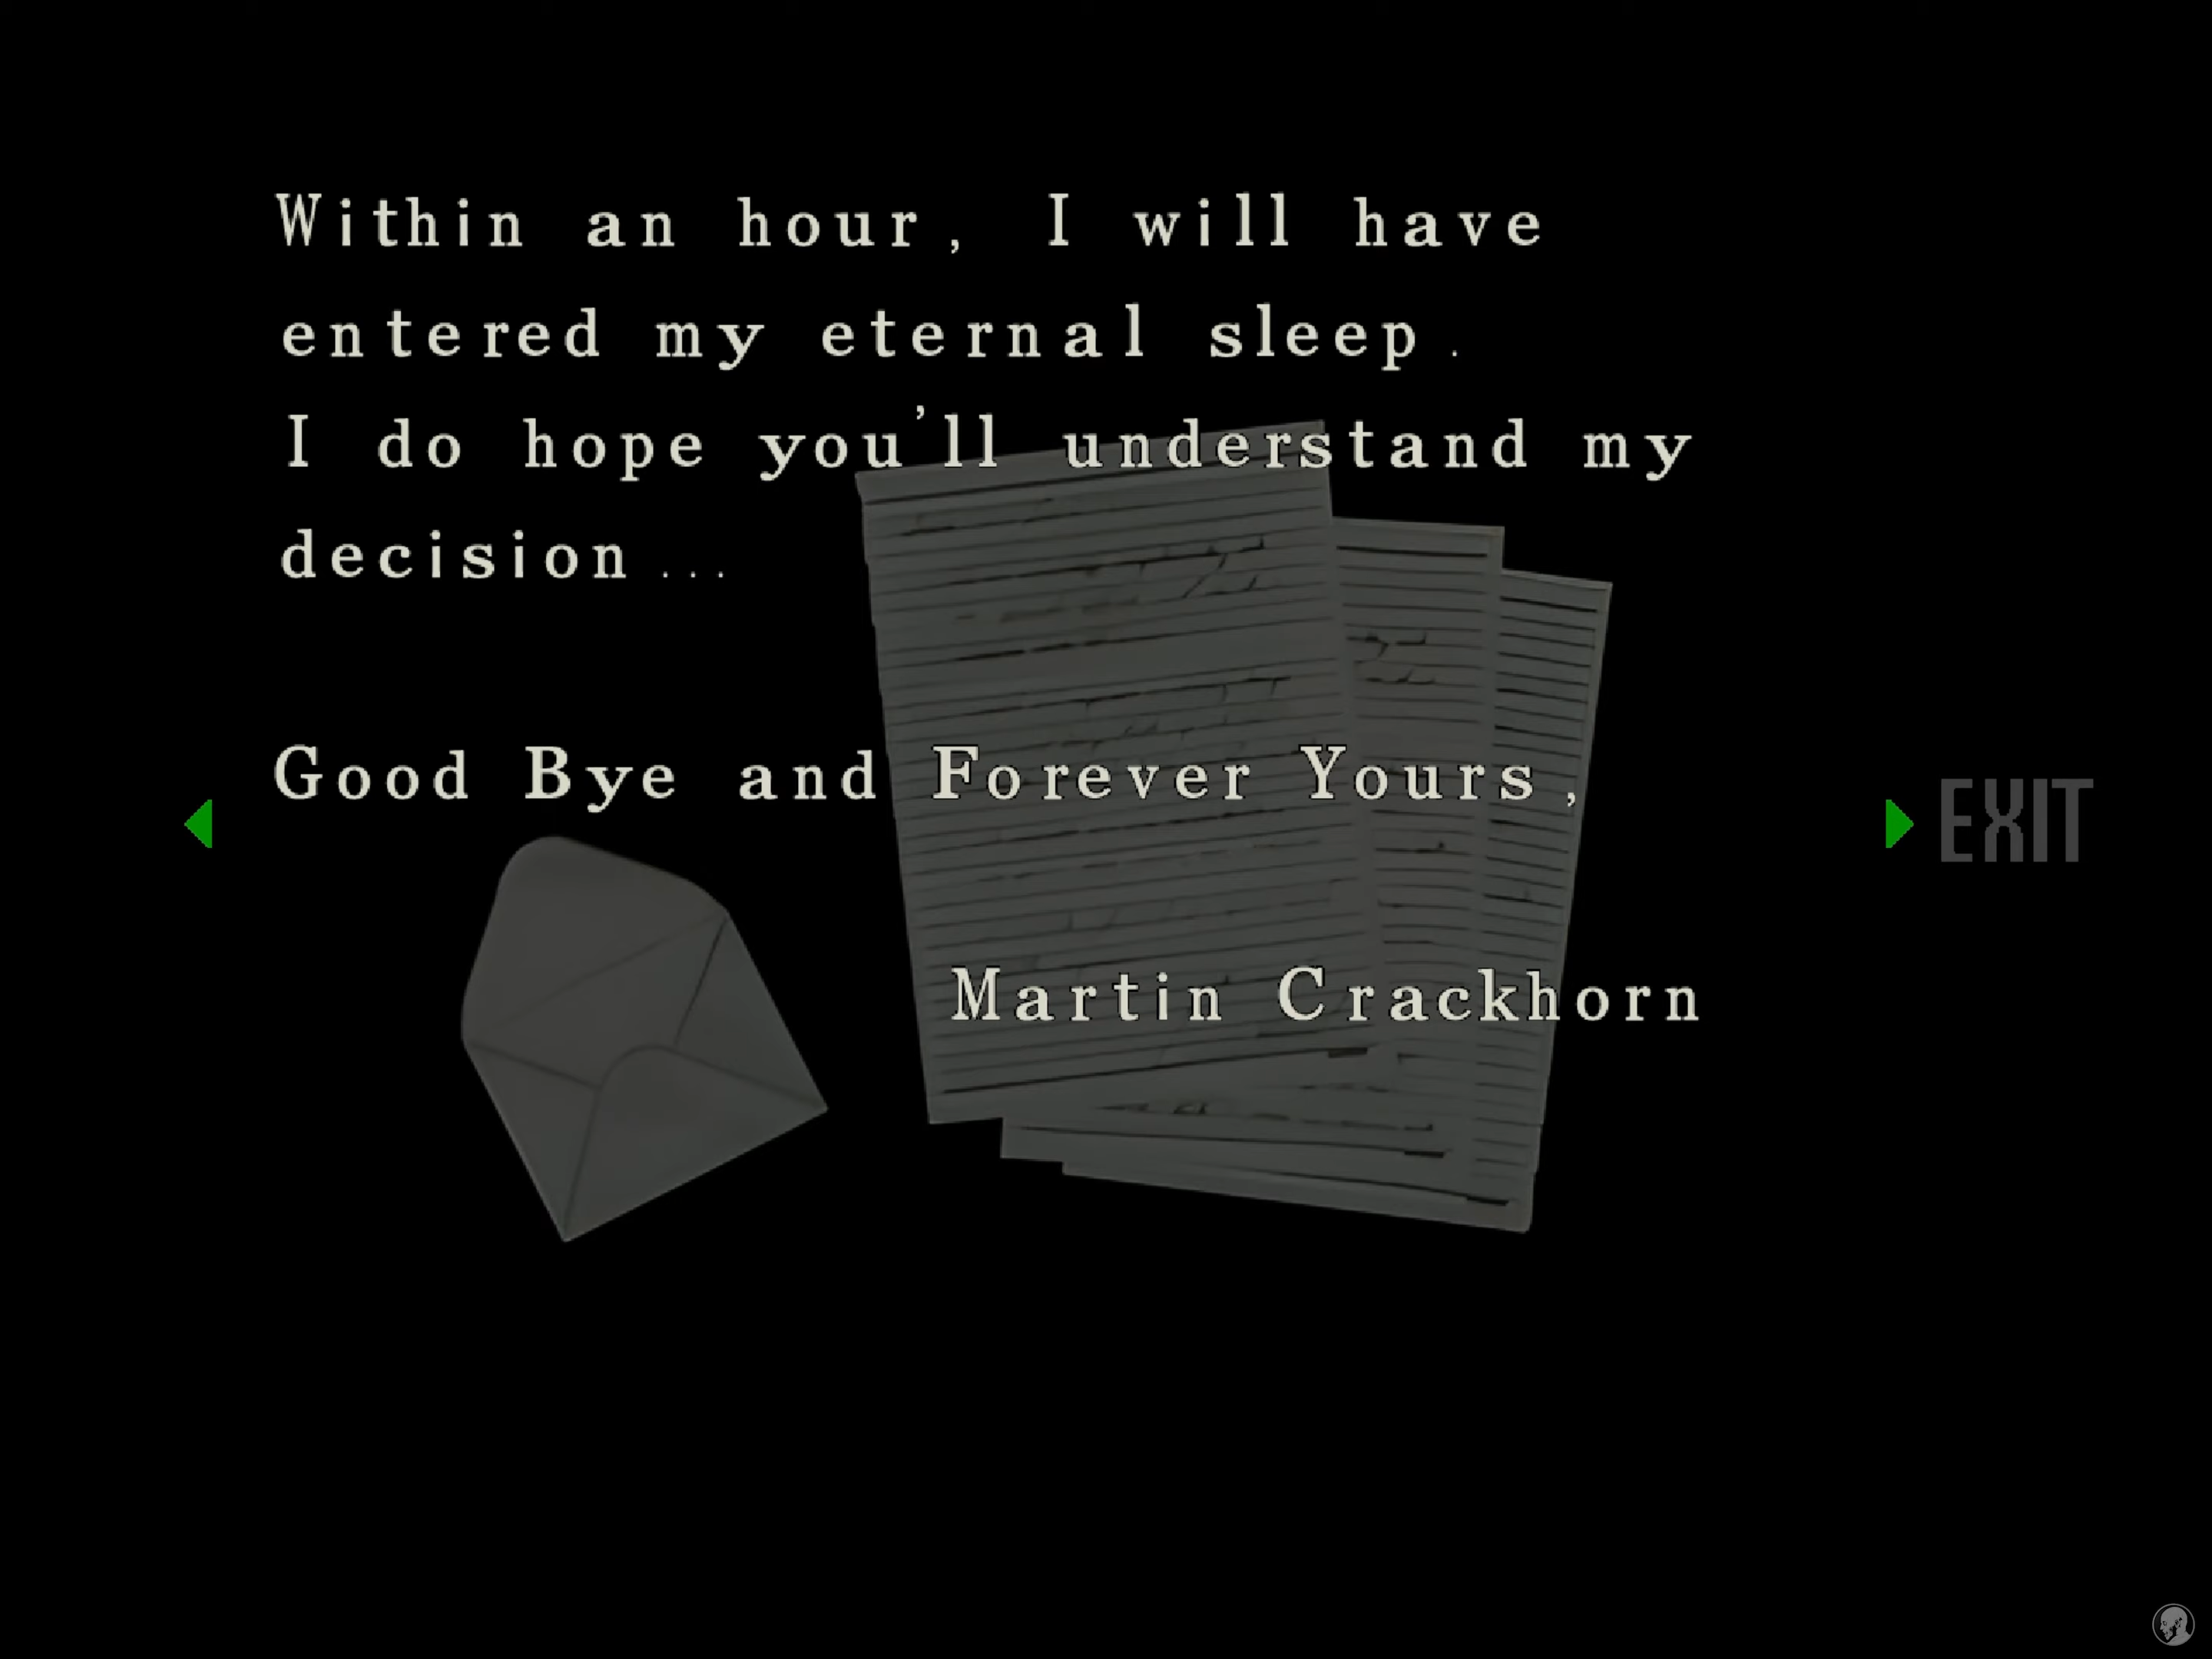 Within an hour, I will have
entered my eternal sleep.
I do hope you'll understand my
decision...
Good Bye and Forever Yours,
EXIT
Martin Crackhorn